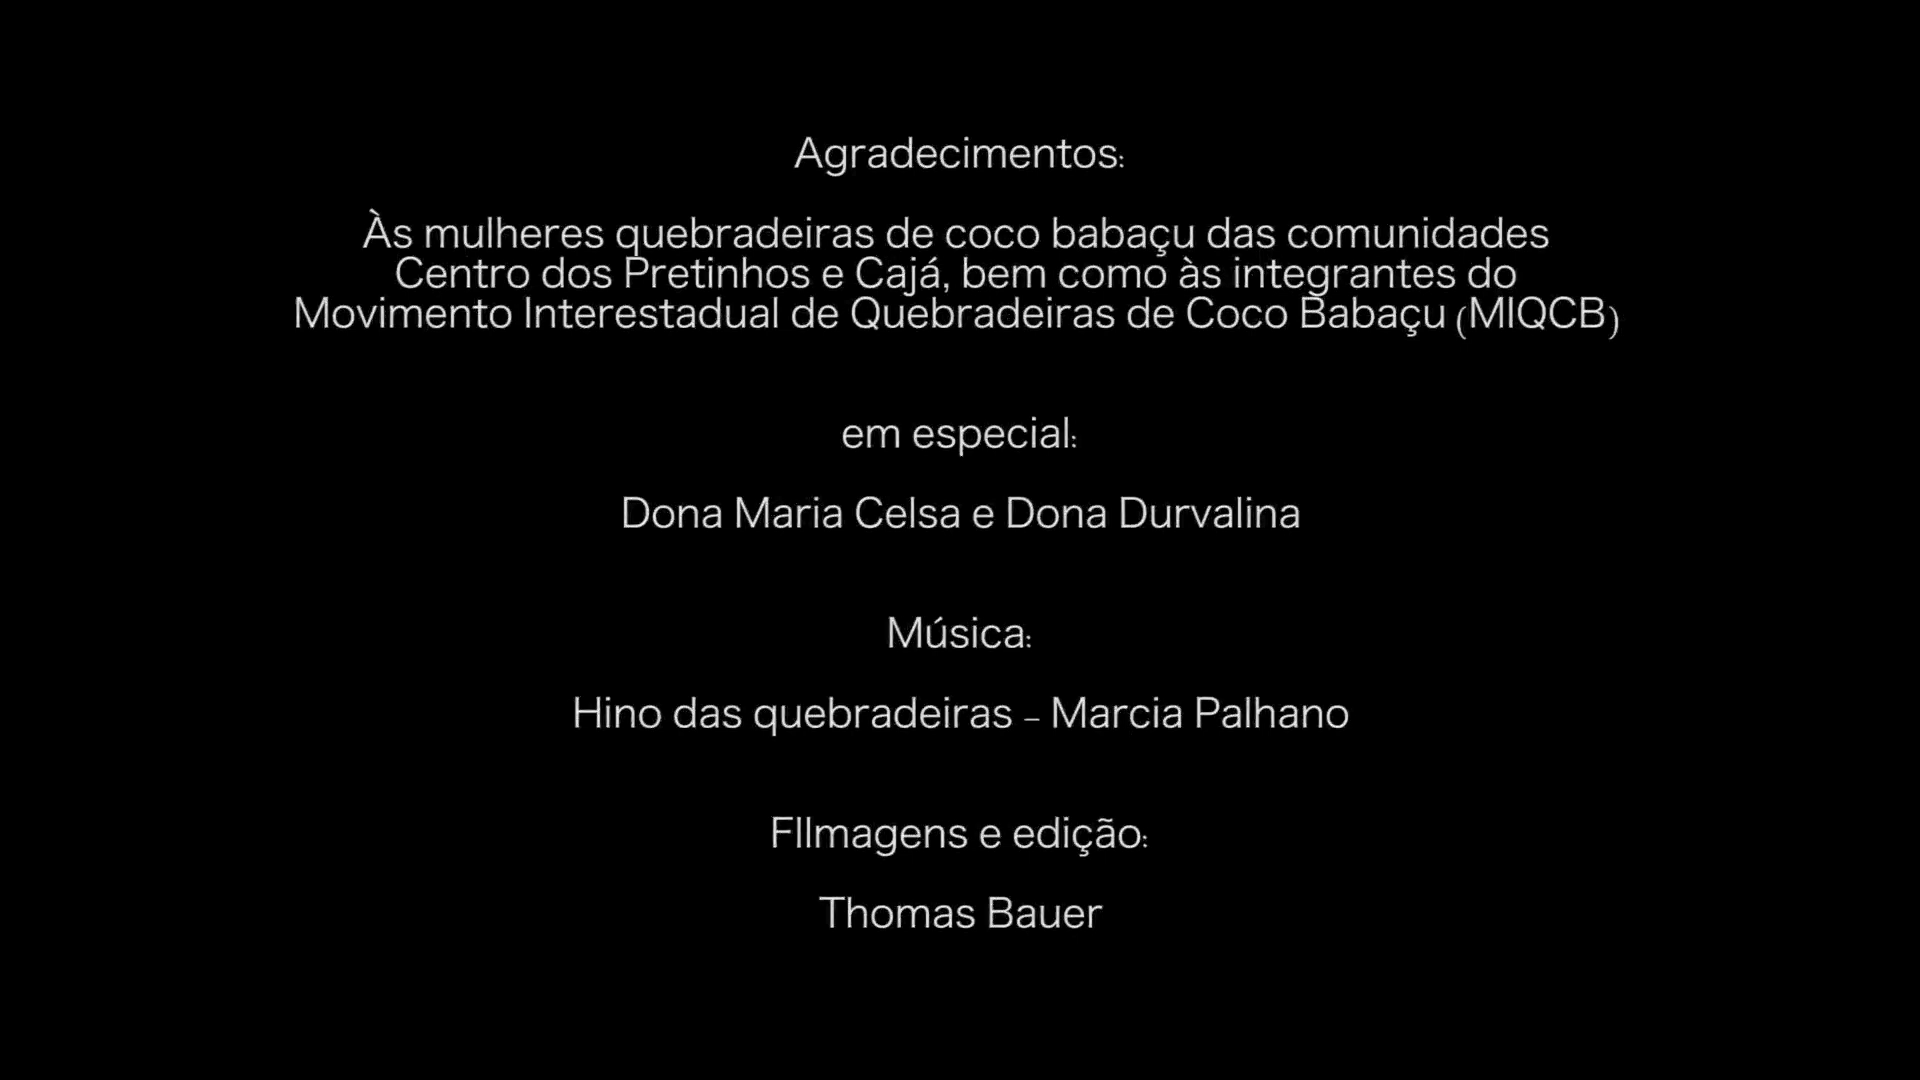 Agradecimentos:
Às mulheres quebradeiras de coco babaçu das comunidades
Centro dos Pretinhos e Cajá, bem como às integrantes do
Movimento Interestadual de Quebradeiras de Coco Babaçu (MIQCB)
em especial:
Dona Maria Celsa e Dona Durvalina
Música:
Hino das quebradeiras – Marcia Palhano
FIlmagens e edição:
Thomas Bauer